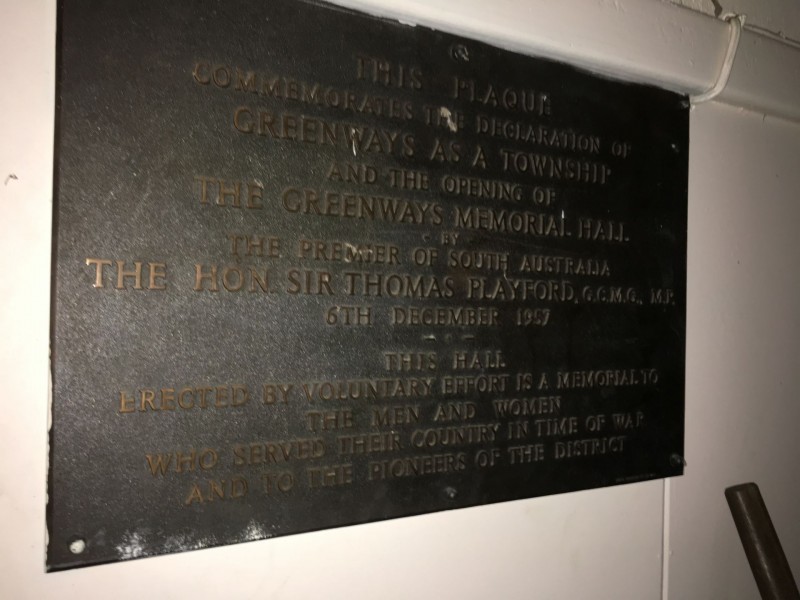 THIS PLAQUE
COMMEMORATES THE DECLARATION OF
GREENWAYS AS A TOWNSHIP
AND THE OPENING OF
THE GREENWAYS MEMORIAL HALL
BY
THE PREMIER OF SOUTH AUSTRALIA
THE HON SIR THOMAS PLAYFORD, G.C.M.G., M.P.
6TH DECEMBER 1957
THIS HALL
ERECTED BY VOLUNTARY EFFORT IS A MEMORIAL TO
THE MEN AND WOMEN
WHO SERVED THEIR COUNTRY IN TIME OF WAR
AND TO THE PIONEERS OF THE DISTRICT